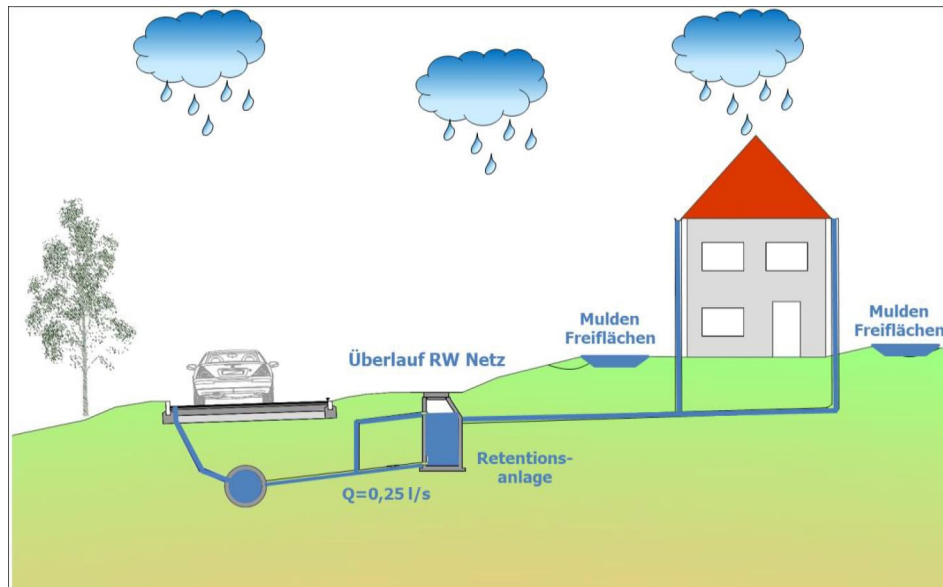 Mulden
Freiflächen
Mulden
Freiflächen
Überlauf RW Netz
Retentions-
anlage
Q=0,25 l/s